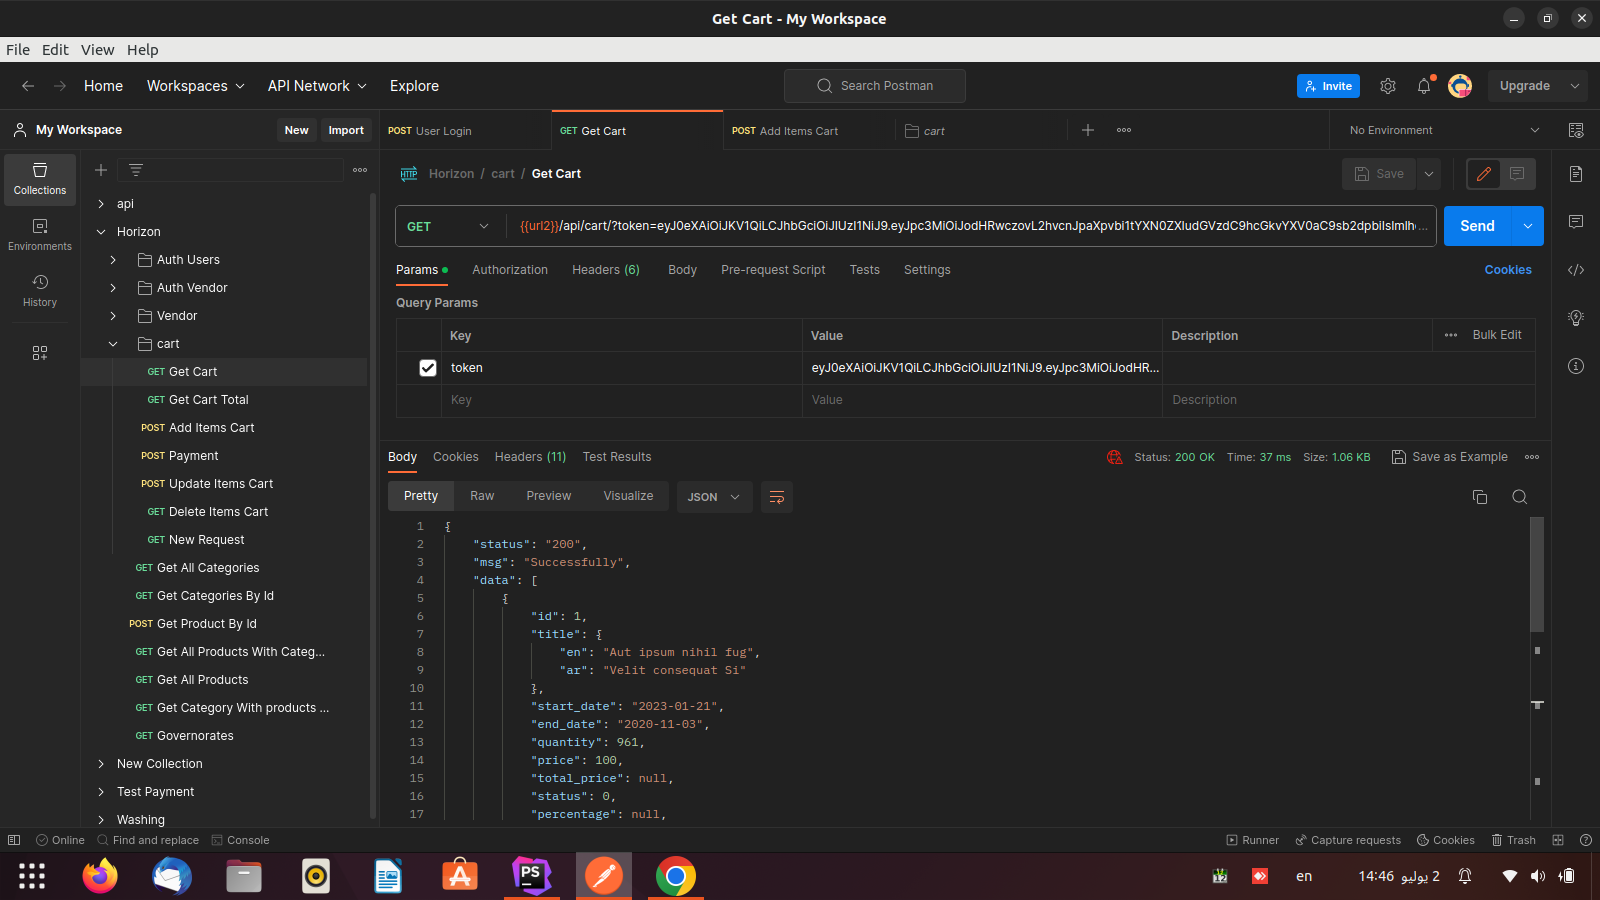 Get Cart - My Workspace
File Edit View Help
Home Workspaces API Network Explore Search Postman Invite Upgrade
My Workspace New Import POST User Login GET Get Cart POST Add Items Cart cart No Environment
Collections
Environments
History
api
Horizon
Auth Users
Auth Vendor
Vendor
cart
GET Get Cart
GET Get Cart Total
POST Add Items Cart
POST Payment
POST Update Items Cart
GET Delete Items Cart
GET New Request
GET Get All Categories
GET Get Categories By Id
POST Get Product By Id
GET Get All Products With Categ...
GET Get All Products
GET Get Category With products ...
GET Governorates
New Collection
Test Payment
Washing
HTTP Horizon / cart / Get Cart Save
GET Send
Params Authorization Headers (6) Body Pre-request Script Tests Settings Cookies
Query Params
Key Value Description Bulk Edit
token eyJ0eXAiOiJKV1QiLCJhbGciOiJIUzI1NiJ9.eyJpc3MiOiJodHR...
Key Value Description
Body Cookies Headers (11) Test Results Status: 200 OK Time: 37 ms Size: 1.06 KB Save as Example
Pretty Raw Preview Visualize JSON
1 {
2 "status": "200",
3 "msg": "Successfully",
4 "data": [
5 {
6 "id": 1,
7 "title": {
8 "en": "Aut ipsum nihil fug",
9 "ar": "Velit consequat Si"
10 },
11 "start_date": "2023-01-21",
12 "end_date": "2020-11-03",
13 "quantity": 961,
14 "price": 100,
15 "total_price": null,
16 "status": 0,
17 "percentage": null,
Online Find and replace Console Runner Capture requests Cookies Trash
PS en 14:46 2 يوليو